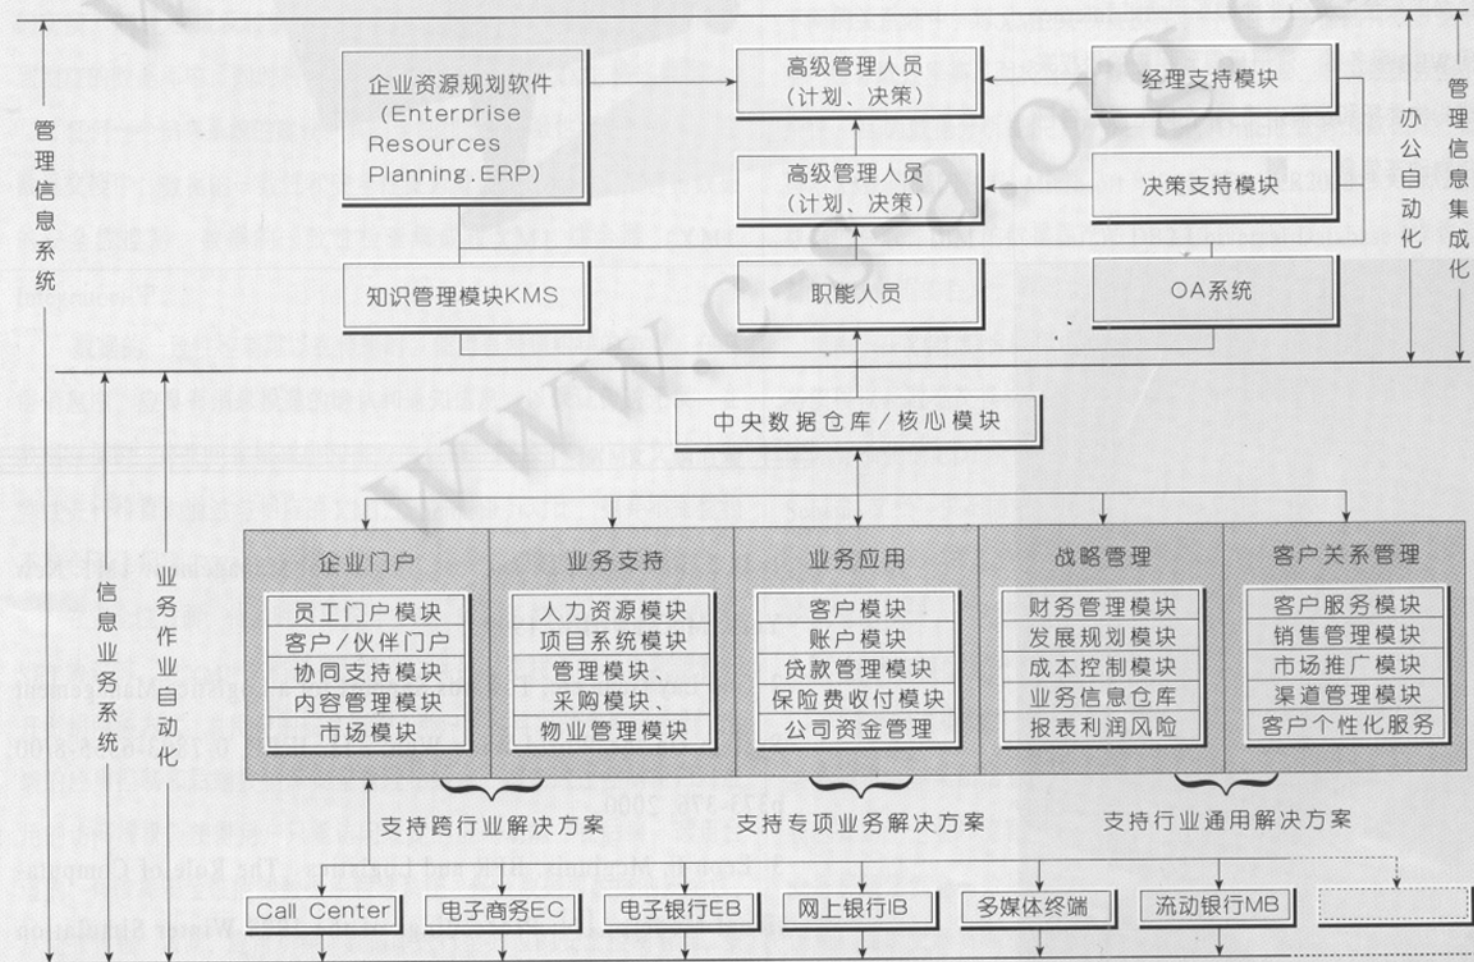 企业资源规划软件
(Enterprise
Resources
Planning.ERP)
高级管理人员
(计划、决策)
经理支持模块
高级管理人员
(计划、决策)
决策支持模块
知识管理模块KMS
职能人员
OA系统
管理信息系统
办公自动化
管理信息集成化
中央数据仓库/核心模块
信息业务系统
业务作业自动化
企业门户
员工门户模块
客户/伙伴门户
协同支持模块
内容管理模块
市场模块
业务支持
人力资源模块
项目系统模块
管理模块、
采购模块、
物业管理模块
业务应用
客户模块
账户模块
贷款管理模块
保险费收付模块
公司资金管理
战略管理
财务管理模块
发展规划模块
成本控制模块
业务信息仓库
报表利润风险
客户关系管理
客户服务模块
销售管理模块
市场推广模块
渠道管理模块
客户个性化服务
支持跨行业解决方案
支持专项业务解决方案
支持行业通用解决方案
Call Center
电子商务EC
电子银行EB
网上银行IB
多媒体终端
流动银行MB
www.c-s-a.org.c